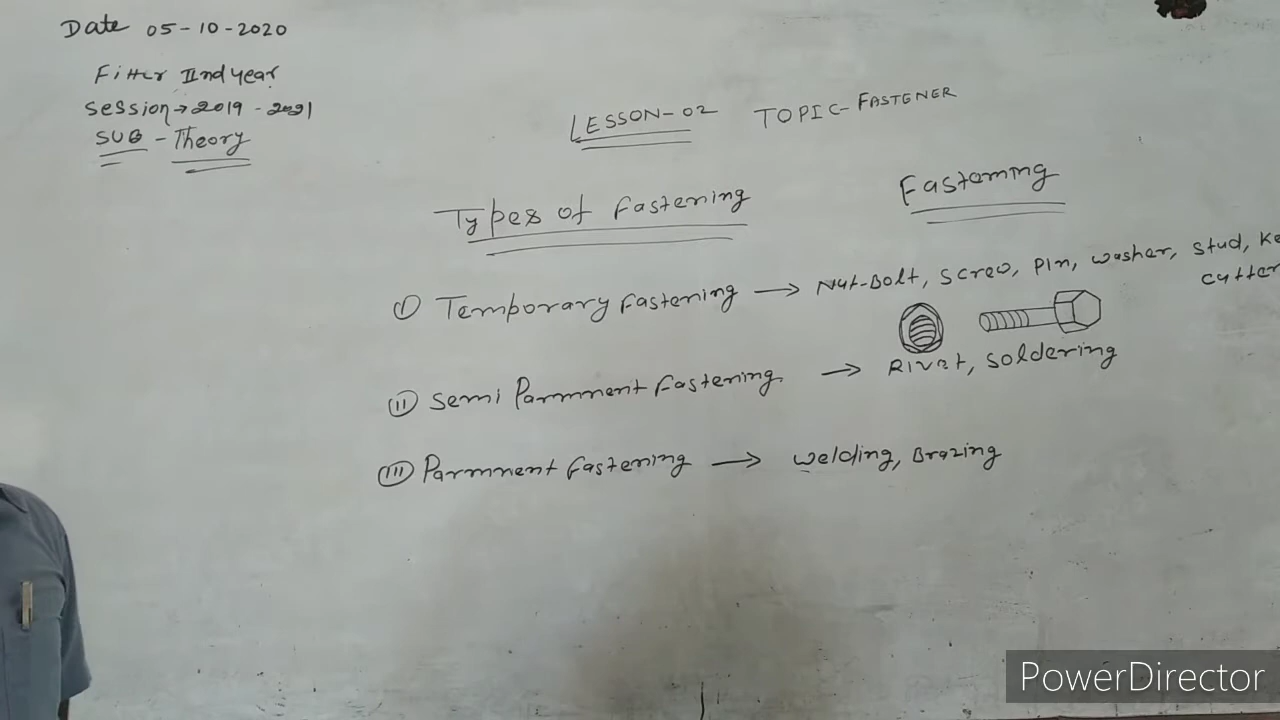 Date 05-10-2020
Fitter IInd year
Session → 2019-2021
SUB - Theory
LESSON-02 TOPIC- FASTENER
Types of Fastening
Fastening
(I) Temporary Fastening → Nut-Bolt, Screw, Pin, washer, Stud, Ke
cutter
(II) Semi Parmnent Fastening. → Rivet, Soldering
(III) Parmnent Fastening → Welding, Brazing
PowerDirector